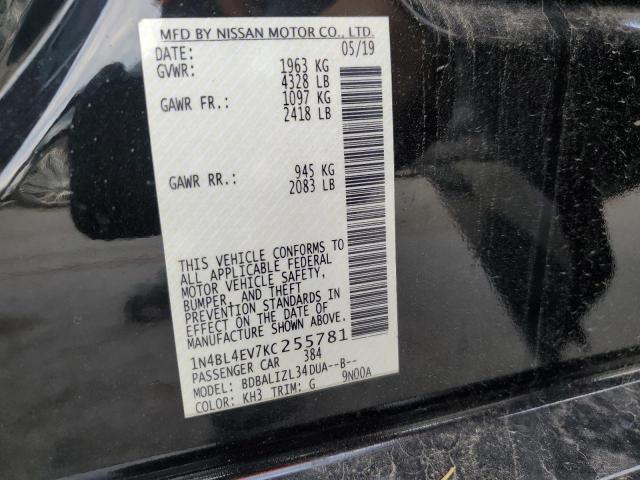 MFD BY NISSAN MOTOR CO., LTD.
DATE: 05/19
GVWR: 1963 KG
4328 LB
GAWR FR.: 1097 KG
2418 LB
GAWR RR.: 945 KG
2083 LB
THIS VEHICLE CONFORMS TO
ALL APPLICABLE FEDERAL
MOTOR VEHICLE SAFETY,
BUMPER, AND THEFT
PREVENTION STANDARDS IN
EFFECT ON THE DATE OF
MANUFACTURE SHOWN ABOVE.
1N4BL4EV7KC255781
PASSENGER CAR 384
MODEL: BDBALIZL34DUA--B--
COLOR: KH3 TRIM: G 9N00A